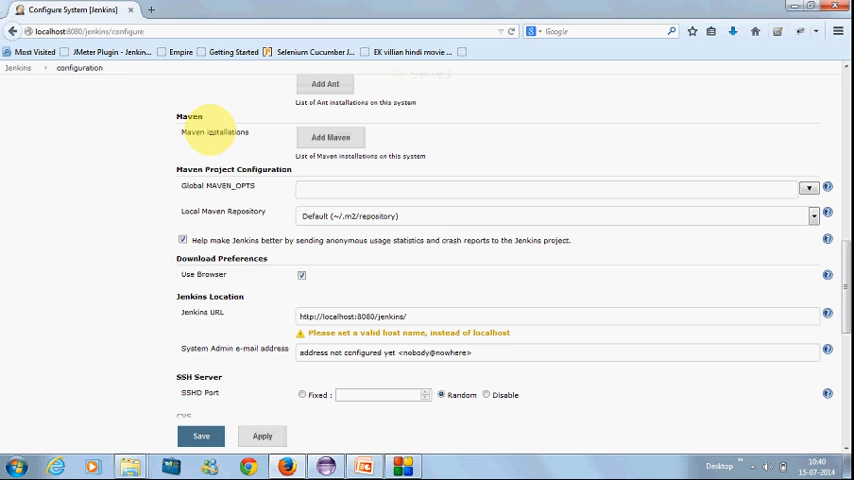 Configure System [Jenkins]
localhost:8080/jenkins/configure
Google
Most Visited
JMeter Plugin - Jenkin...
Empire
Getting Started
Selenium Cucumber J...
EK villian hindi movie ...
Jenkins
configuration
Add Ant
List of Ant installations on this system
Maven
Maven installations
Add Maven
List of Maven installations on this system
Maven Project Configuration
Global MAVEN_OPTS
Local Maven Repository
Default (~/.m2/repository)
Help make Jenkins better by sending anonymous usage statistics and crash reports to the Jenkins project.
Download Preferences
Use Browser
Jenkins Location
Jenkins URL
http://localhost:8080/jenkins/
Please set a valid host name, instead of localhost
System Admin e-mail address
address not configured yet <nobody@nowhere>
SSH Server
SSHD Port
Fixed :
Random
Disable
CVS
Save
Apply
Desktop
10:40
15-07-2014